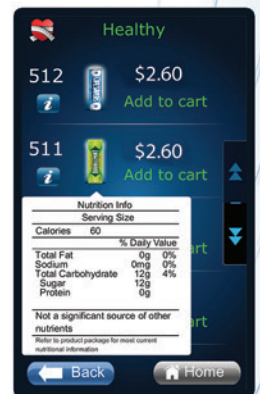 Healthy
512
$2.60
Add to cart
511
$2.60
Add to cart
Nutrition Info
Serving Size
Calories 60
% Daily Value
Total Fat 0g 0%
Sodium 0mg 0%
Total Carbohydrate 12g 4%
Sugar 12g
Protein 0g
Not a significant source of other
nutrients
Refer to product package for most current
nutritional information
rt
rt
Back
Home